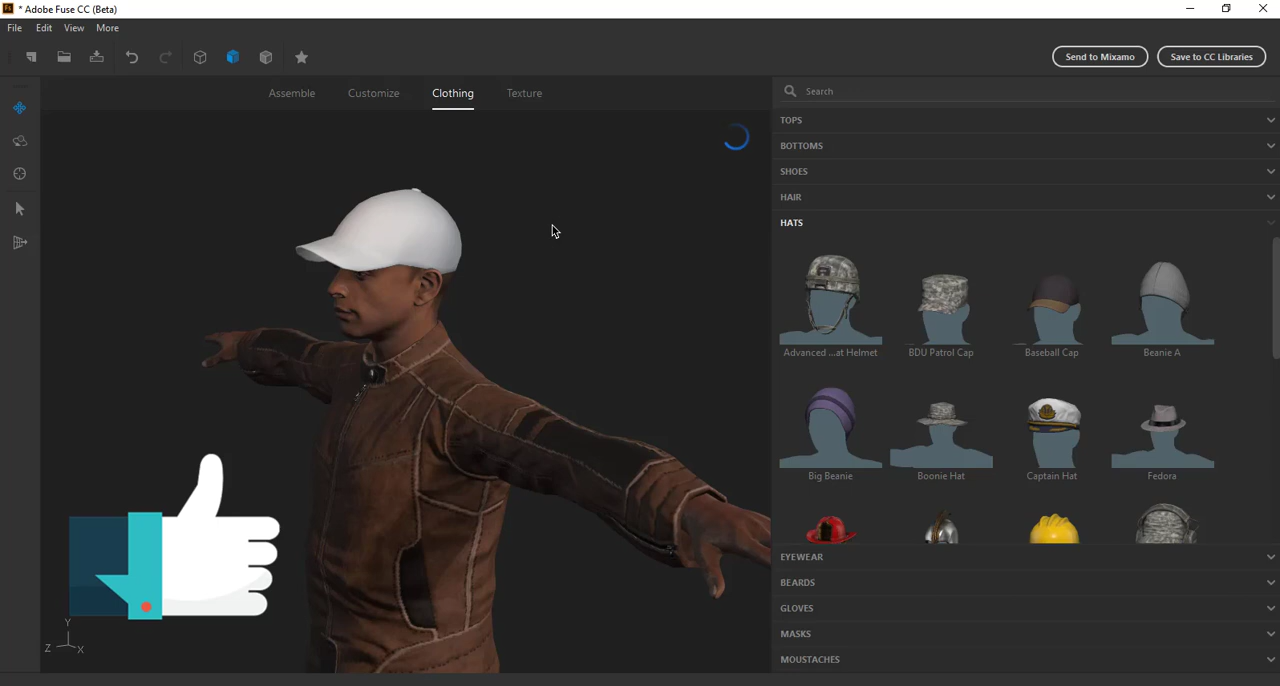 * Adobe Fuse CC (Beta)
File Edit View More
Send to Mixamo Save to CC Libraries
Assemble Customize Clothing Texture
Search
TOPS
BOTTOMS
SHOES
HAIR
HATS
Advanced ...at Helmet BDU Patrol Cap Baseball Cap Beanie A
Big Beanie Boonie Hat Captain Hat Fedora
EYEWEAR
BEARDS
GLOVES
MASKS
MOUSTACHES
Y
Z X
Fs